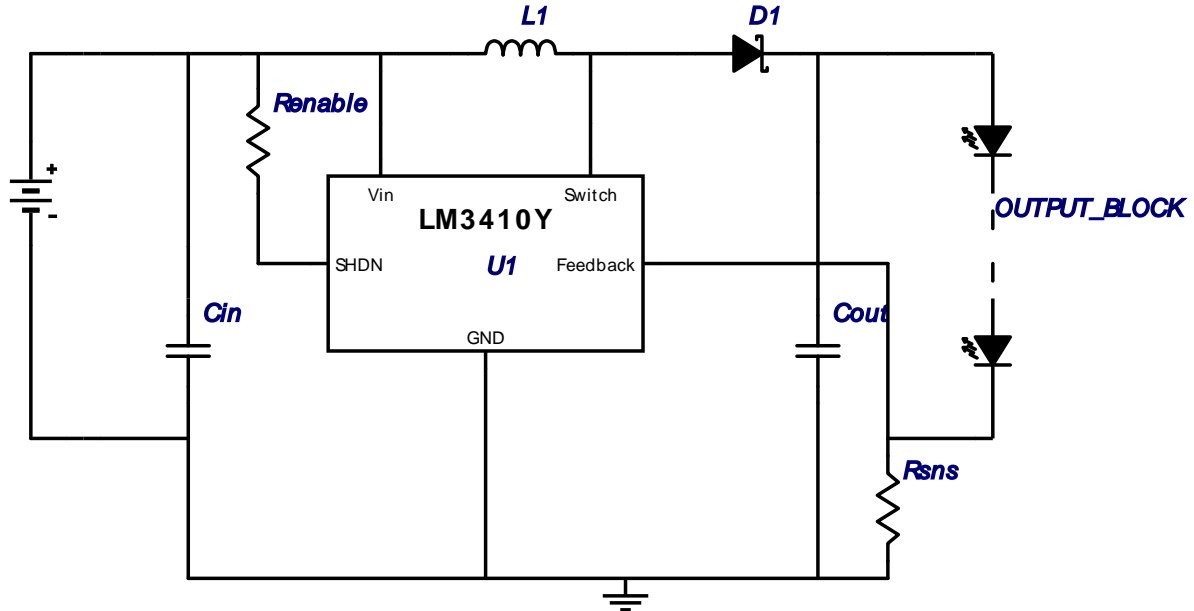 L1
D1
Renable
+
-
Vin
Switch
LM3410Y
OUTPUT_BLOCK
SHDN
U1
Feedback
Cin
Cout
GND
Rsns